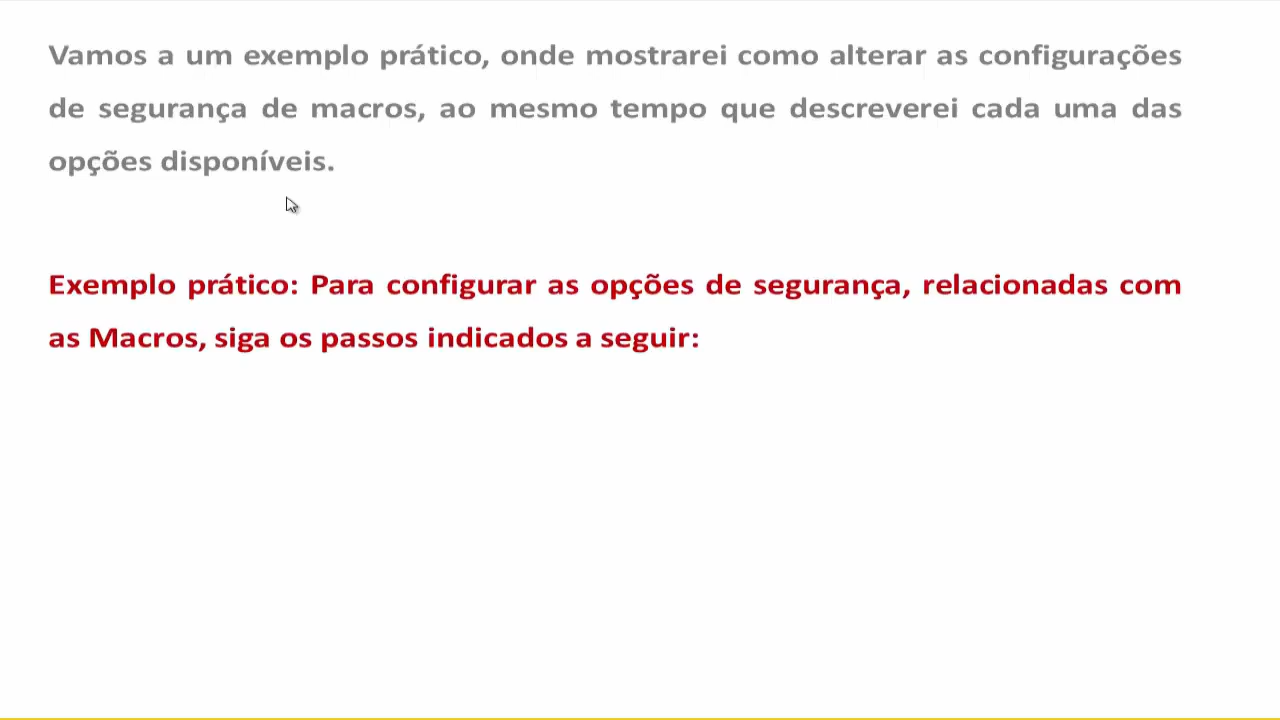 Vamos a um exemplo prático, onde mostrarei como alterar as configurações
de segurança de macros, ao mesmo tempo que descreverei cada uma das
opções disponíveis.
Exemplo prático: Para configurar as opções de segurança, relacionadas com
as Macros, siga os passos indicados a seguir: